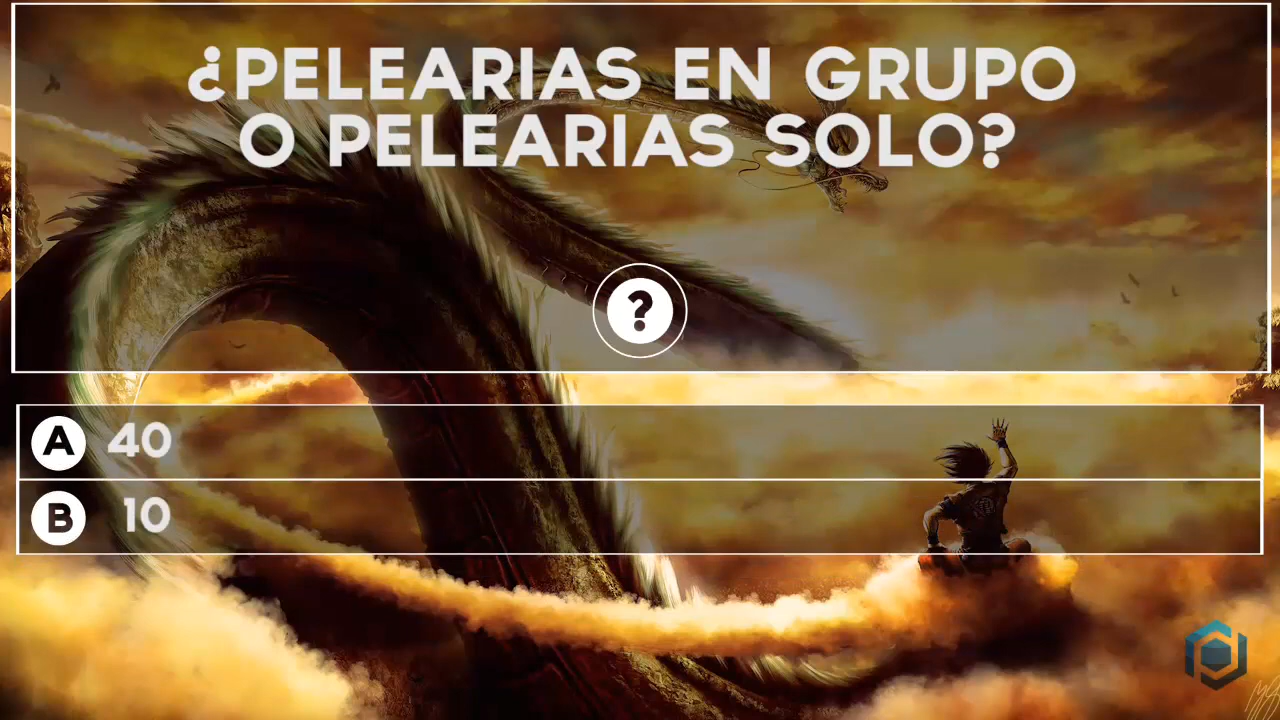 ¿PELEARIAS EN GRUPO
O PELEARIAS SOLO?
?
A 40
B 10